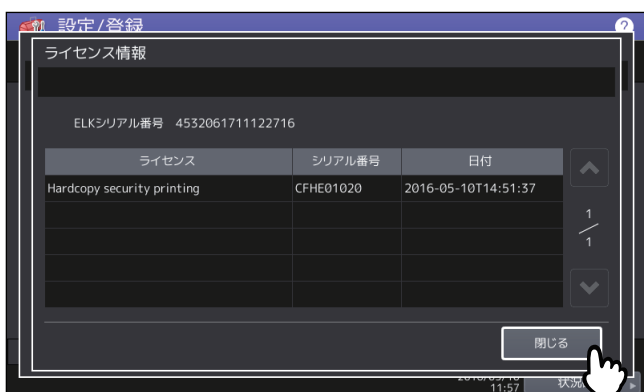 設定/登録
?
ライセンス情報
ELKシリアル番号 4532061711122716
ライセンス シリアル番号 日付
Hardcopy security printing CFHE01020 2016-05-10T14:51:37
1
1
閉じる
11:57
状況